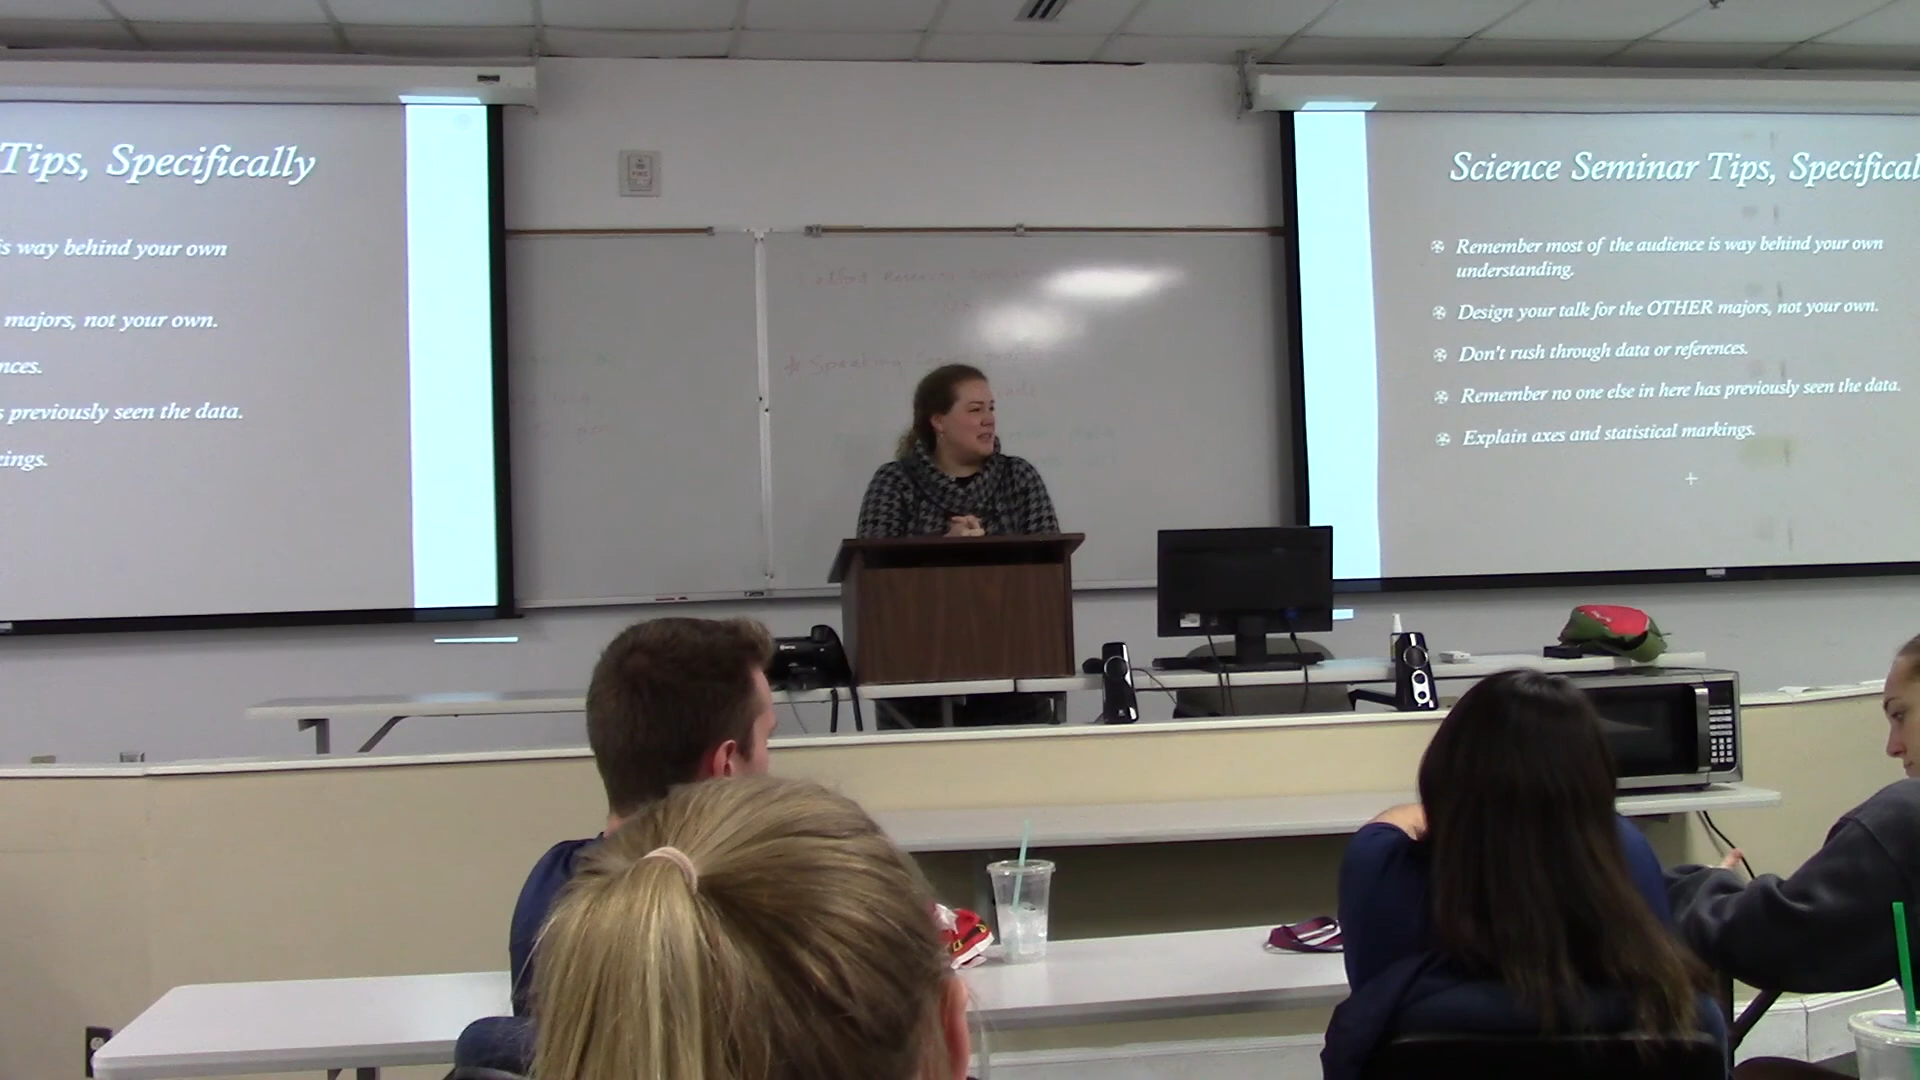 Tips, Specifically
is way behind your own
majors, not your own.
nces.
s previously seen the data.
kings.
Science Seminar Tips, Specifical
Remember most of the audience is way behind your own
understanding.
Design your talk for the OTHER majors, not your own.
Don't rush through data or references.
Remember no one else in here has previously seen the data.
Explain axes and statistical markings.
* Speaking